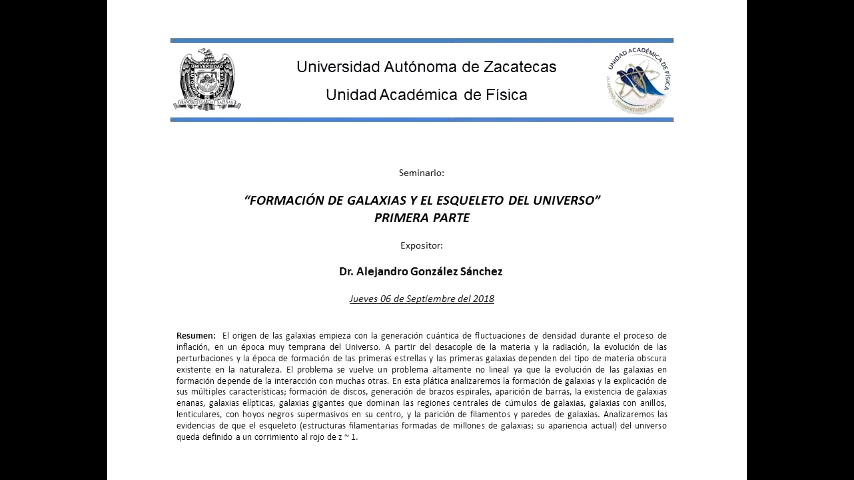 Universidad Autónoma de Zacatecas
Unidad Académica de Física
UNIDAD ACADÉMICA DE FÍSICA
Seminario:
“FORMACIÓN DE GALAXIAS Y EL ESQUELETO DEL UNIVERSO”
PRIMERA PARTE
Expositor:
Dr. Alejandro González Sánchez
Jueves 06 de Septiembre del 2018
Resumen: El origen de las galaxias empieza con la generación cuántica de fluctuaciones de densidad durante el proceso de
inflación, en un época muy temprana del Universo. A partir del desacople de la materia y la radiación, la evolución de las
perturbaciones y la época de formación de las primeras estrellas y las primeras galaxias dependen del tipo de materia obscura
existente en la naturaleza. El problema se vuelve un problema altamente no lineal ya que la evolución de las galaxias en
formación depende de la interacción con muchas otras. En esta plática analizaremos la formación de galaxias y la explicación de
sus múltiples características; formación de discos, generación de brazos espirales, aparición de barras, la existencia de galaxias
enanas, galaxias elípticas, galaxias gigantes que dominan las regiones centrales de cúmulos de galaxias, galaxias con anillos,
lenticulares, con hoyos negros supermasivos en su centro, y la parición de filamentos y paredes de galaxias. Analizaremos las
evidencias de que el esqueleto (estructuras filamentarias formadas de millones de galaxias; su apariencia actual) del universo
queda definido a un corrimiento al rojo de z ~ 1.